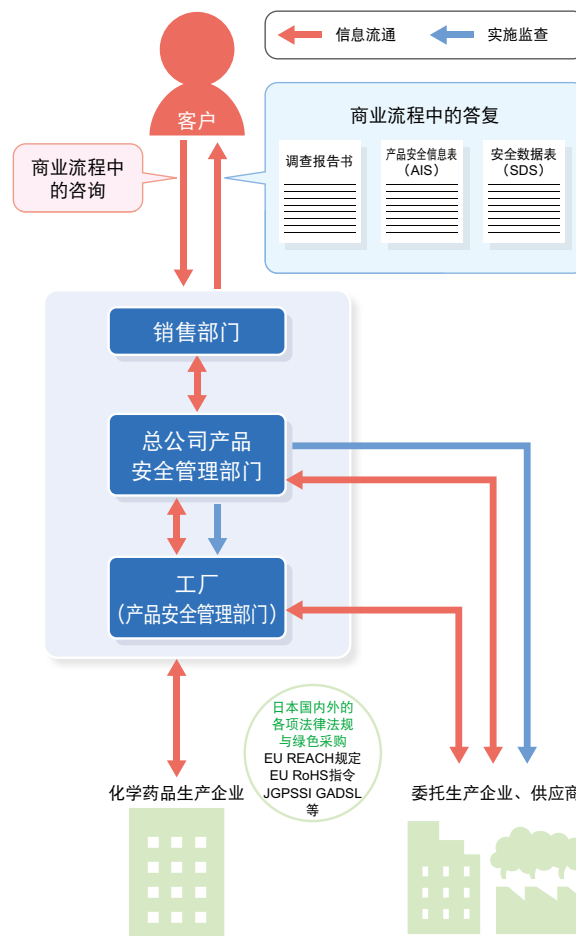 信息流通
实施监查
客户
商业流程中的答复
调查报告书
产品安全信息表
（AIS）
安全数据表
（SDS）
商业流程中
的咨询
销售部门
总公司产品
安全管理部门
工厂
（产品安全管理部门）
日本国内外的
各项法律法规
与绿色采购
EU REACH规定
EU RoHS指令
JGPSSI GADSL
等
化学药品生产企业
委托生产企业、供应商